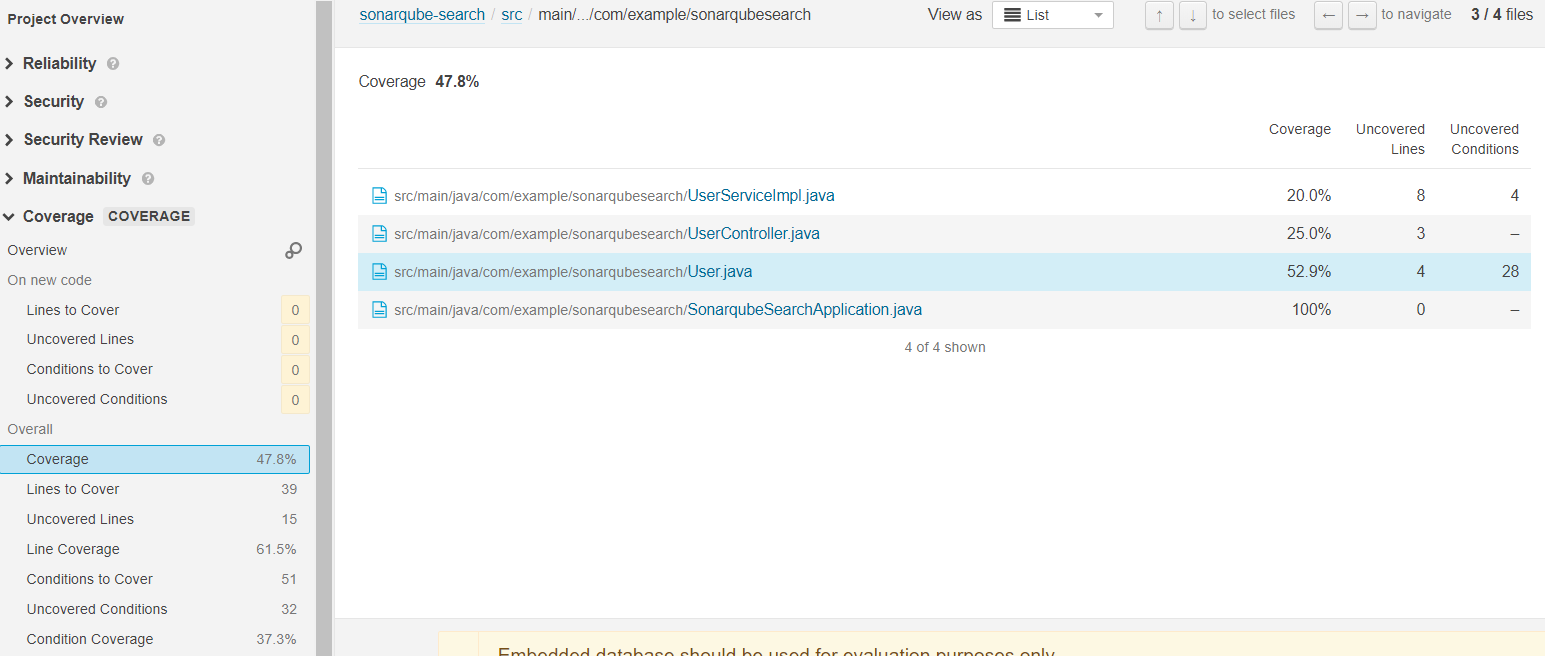 Project Overview
Reliability ?
Security ?
Security Review ?
Maintainability ?
Coverage COVERAGE
Overview
On new code
Lines to Cover 0
Uncovered Lines 0
Conditions to Cover 0
Uncovered Conditions 0
Overall
Coverage 47.8%
Lines to Cover 39
Uncovered Lines 15
Line Coverage 61.5%
Conditions to Cover 51
Uncovered Conditions 32
Condition Coverage 37.3%
sonarqube-search / src / main/.../com/example/sonarqubesearch View as List ↑ ↓ to select files ← → to navigate 3 / 4 files
Coverage 47.8%
Coverage Uncovered Uncovered
Lines Conditions
src/main/java/com/example/sonarqubesearch/UserServiceImpl.java 20.0% 8 4
src/main/java/com/example/sonarqubesearch/UserController.java 25.0% 3 –
src/main/java/com/example/sonarqubesearch/User.java 52.9% 4 28
src/main/java/com/example/sonarqubesearch/SonarqubeSearchApplication.java 100% 0 –
4 of 4 shown
Embedded database should be used for evaluation purposes only